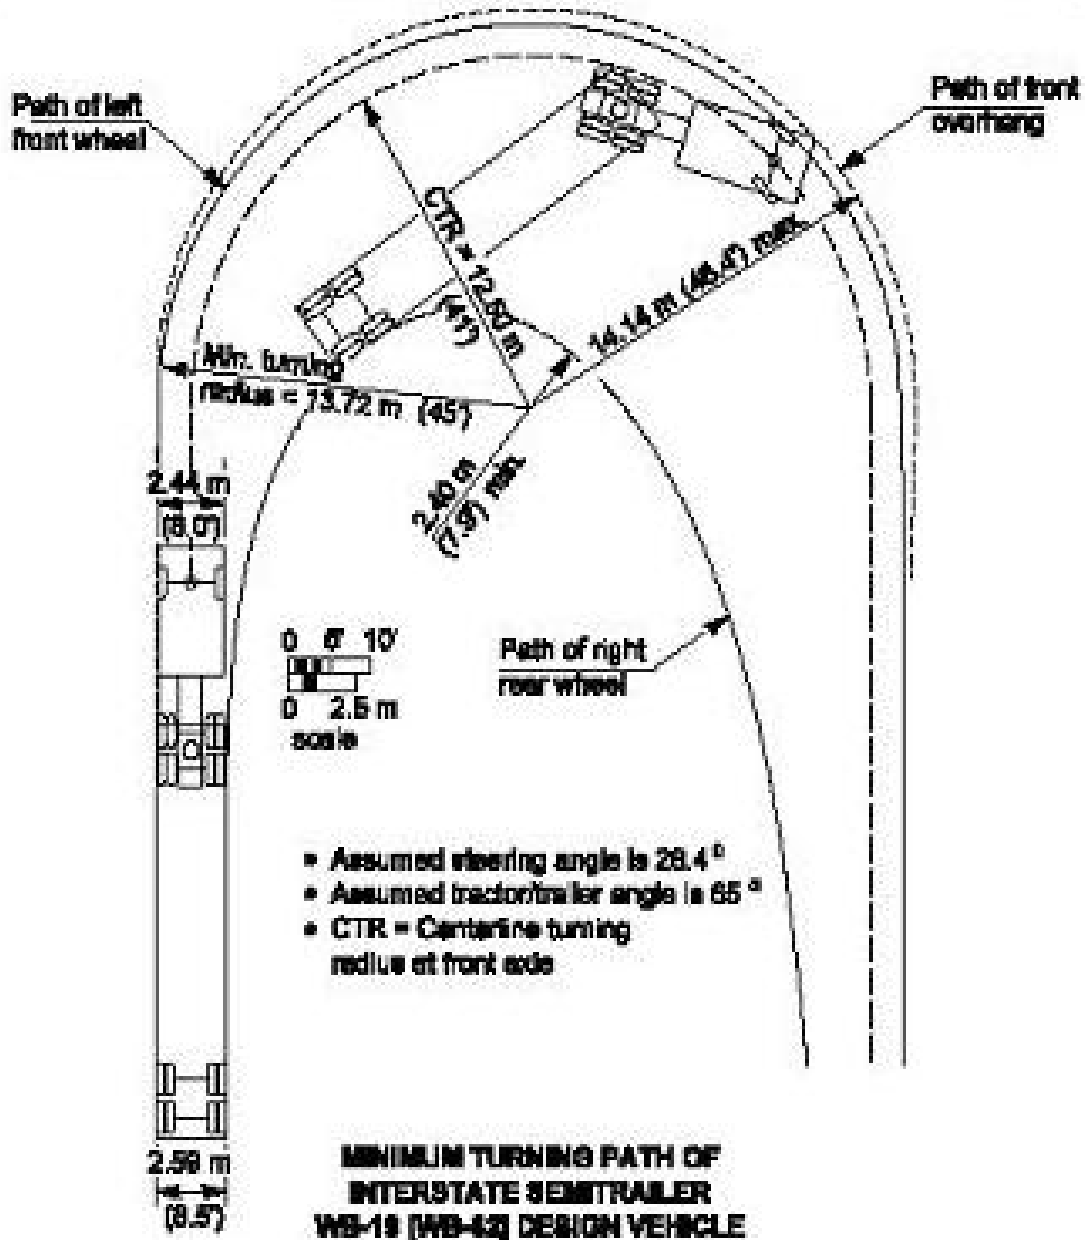 Path of left
front wheel
Path of front
overhang
CTR = 12.50 m
(41')
14.14 m (46.4') max.
Min. turning
radius = 13.72 m (45')
2.40 m
(7.9') min.
2.44 m
(8.0')
0 5' 10'
0 2.5 m
scale
Path of right
rear wheel
• Assumed steering angle is 28.4°
• Assumed tractor/trailer angle is 65°
• CTR = Centerline turning
radius at front axle
2.59 m
(8.5')
MINIMUM TURNING PATH OF
INTERSTATE SEMITRAILER
WB-19 [WB-62] DESIGN VEHICLE